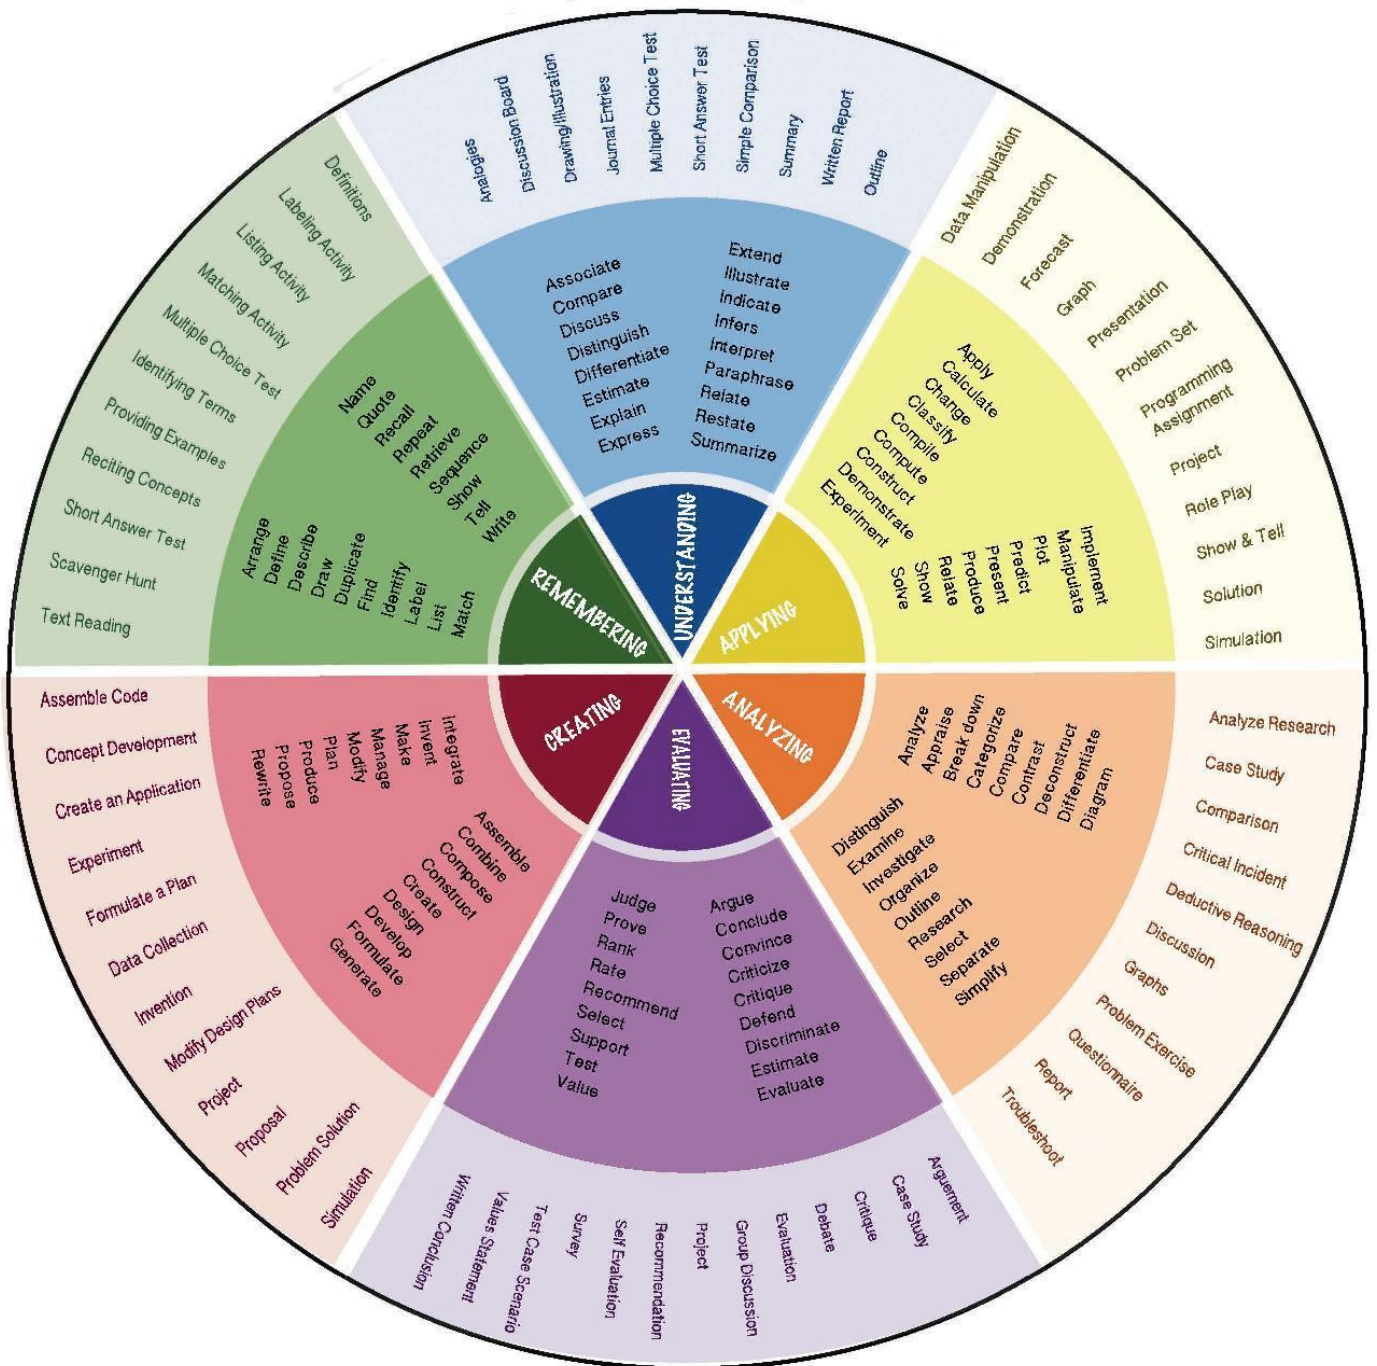 REMEMBERING
Name
Quote
Recall
Repeat
Retrieve
Sequence
Show
Tell
Write
Arrange
Define
Describe
Draw
Duplicate
Find
Identify
Label
List
Match
Definitions
Labeling Activity
Listing Activity
Matching Activity
Multiple Choice Test
Identifying Terms
Providing Examples
Reciting Concepts
Short Answer Test
Scavenger Hunt
Text Reading
UNDERSTANDING
Associate
Compare
Discuss
Distinguish
Differentiate
Estimate
Explain
Express
Extend
Illustrate
Indicate
Infers
Interpret
Paraphrase
Relate
Restate
Summarize
Analogies
Discussion Board
Drawing/Illustration
Journal Entries
Multiple Choice Test
Short Answer Test
Simple Comparison
Summary
Written Report
Outline
APPLYING
Apply
Calculate
Change
Classify
Compile
Compute
Construct
Demonstrate
Experiment
Implement
Manipulate
Plot
Predict
Present
Produce
Relate
Show
Solve
Data Manipulation
Demonstration
Forecast
Graph
Presentation
Problem Set
Programming
Assignment
Project
Role Play
Show & Tell
Solution
Simulation
ANALYZING
Analyze
Appraise
Break down
Categorize
Compare
Contrast
Deconstruct
Differentiate
Diagram
Distinguish
Examine
Investigate
Organize
Outline
Research
Select
Separate
Simplify
Analyze Research
Case Study
Comparison
Critical Incident
Deductive Reasoning
Discussion
Graphs
Problem Exercise
Questionnaire
Report
Troubleshoot
EVALUATING
Judge
Prove
Rank
Rate
Recommend
Select
Support
Test
Value
Argue
Conclude
Convince
Criticize
Critique
Defend
Discriminate
Estimate
Evaluate
Arguement
Case Study
Critique
Debate
Evaluation
Group Discussion
Project
Recommendation
Self Evaluation
Survey
Test Case Scenario
Values Statement
Written Conclusion
CREATING
Assemble
Combine
Compose
Construct
Create
Design
Develop
Formulate
Generate
Integrate
Invent
Make
Manage
Modify
Plan
Produce
Propose
Rewrite
Assemble Code
Concept Development
Create an Application
Experiment
Formulate a Plan
Data Collection
Invention
Modify Design Plans
Project
Proposal
Problem Solution
Simulation